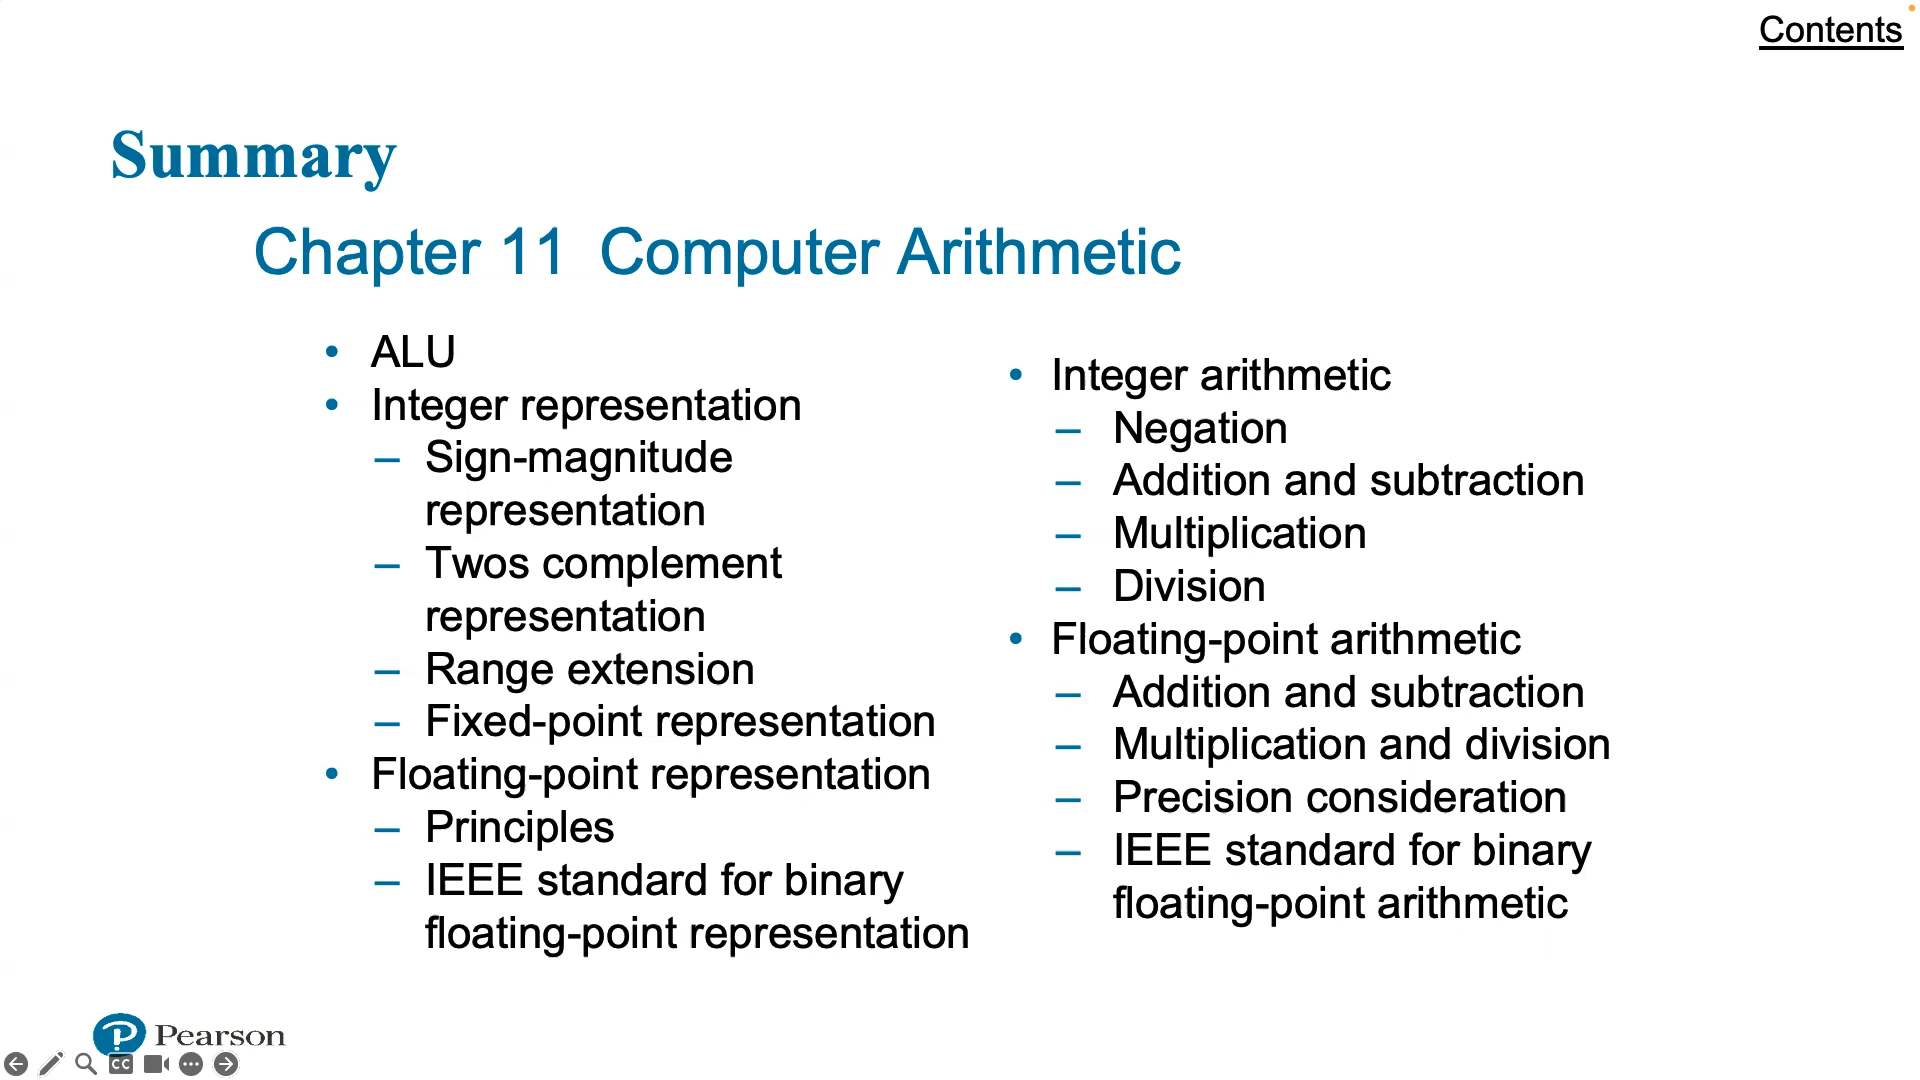 Contents
Summary
Chapter 11 Computer Arithmetic
• ALU
• Integer representation
– Sign-magnitude
representation
– Twos complement
representation
– Range extension
– Fixed-point representation
• Floating-point representation
– Principles
– IEEE standard for binary
floating-point representation
• Integer arithmetic
– Negation
– Addition and subtraction
– Multiplication
– Division
• Floating-point arithmetic
– Addition and subtraction
– Multiplication and division
– Precision consideration
– IEEE standard for binary
floating-point arithmetic
P Pearson
CC